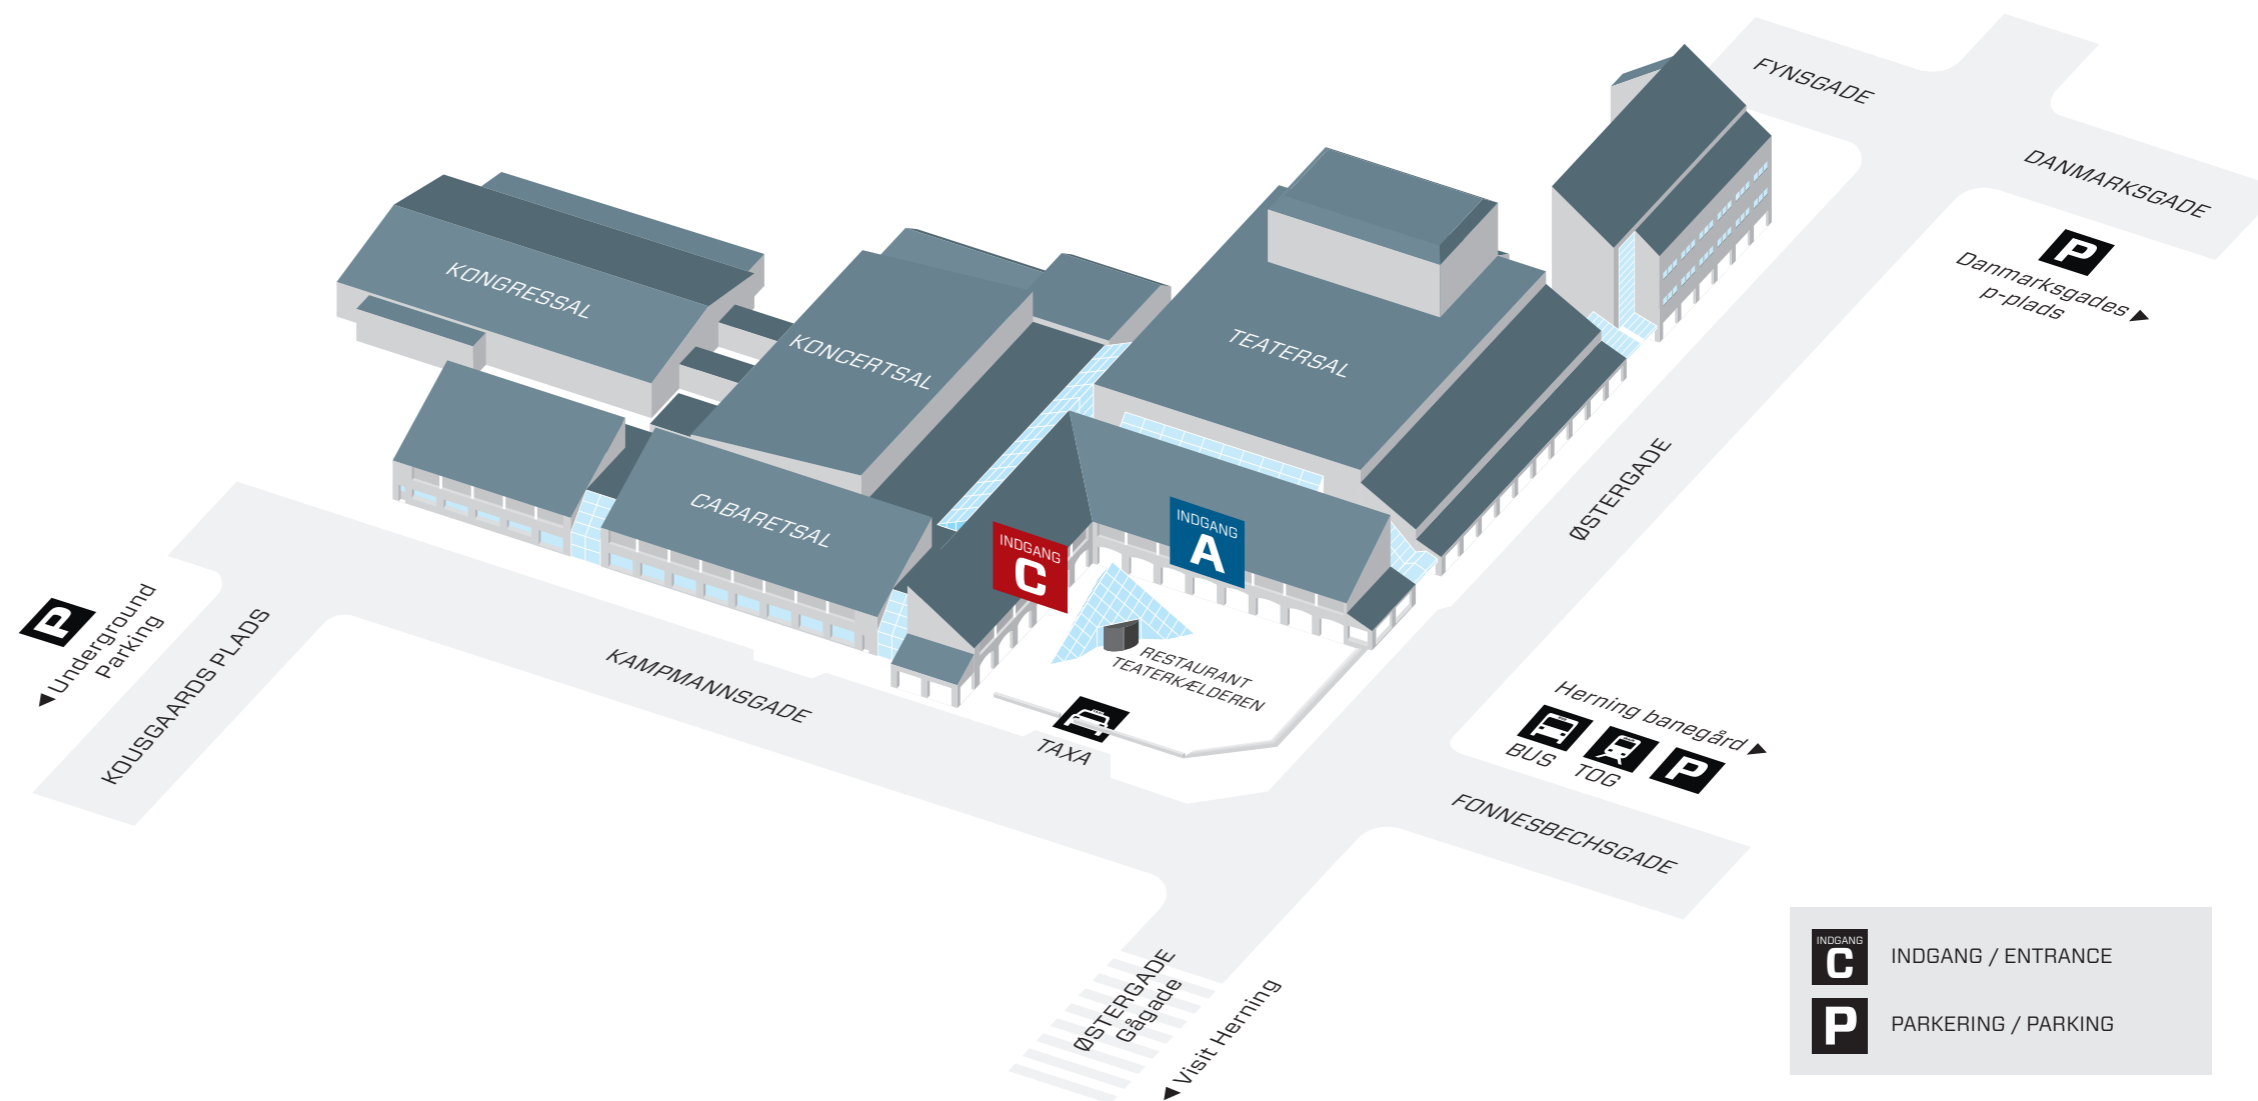 FYNSGADE
DANMARKSGADE
Danmarksgades
p-plads
P
KONGRESSAL
KONCERTSAL
TEATERSAL
CABARETSAL
ØSTERGADE
INDGANG
C
INDGANG
A
RESTAURANT
TEATERKÆLDEREN
TAXA
P
Underground
Parking
KOUSGAARDS PLADS
KAMPMANNSGADE
Herning banegård
BUS
TOG
P
FONNESBECHSGADE
ØSTERGADE
Gågade
Visit Herning
INDGANG
C
INDGANG / ENTRANCE
P
PARKERING / PARKING